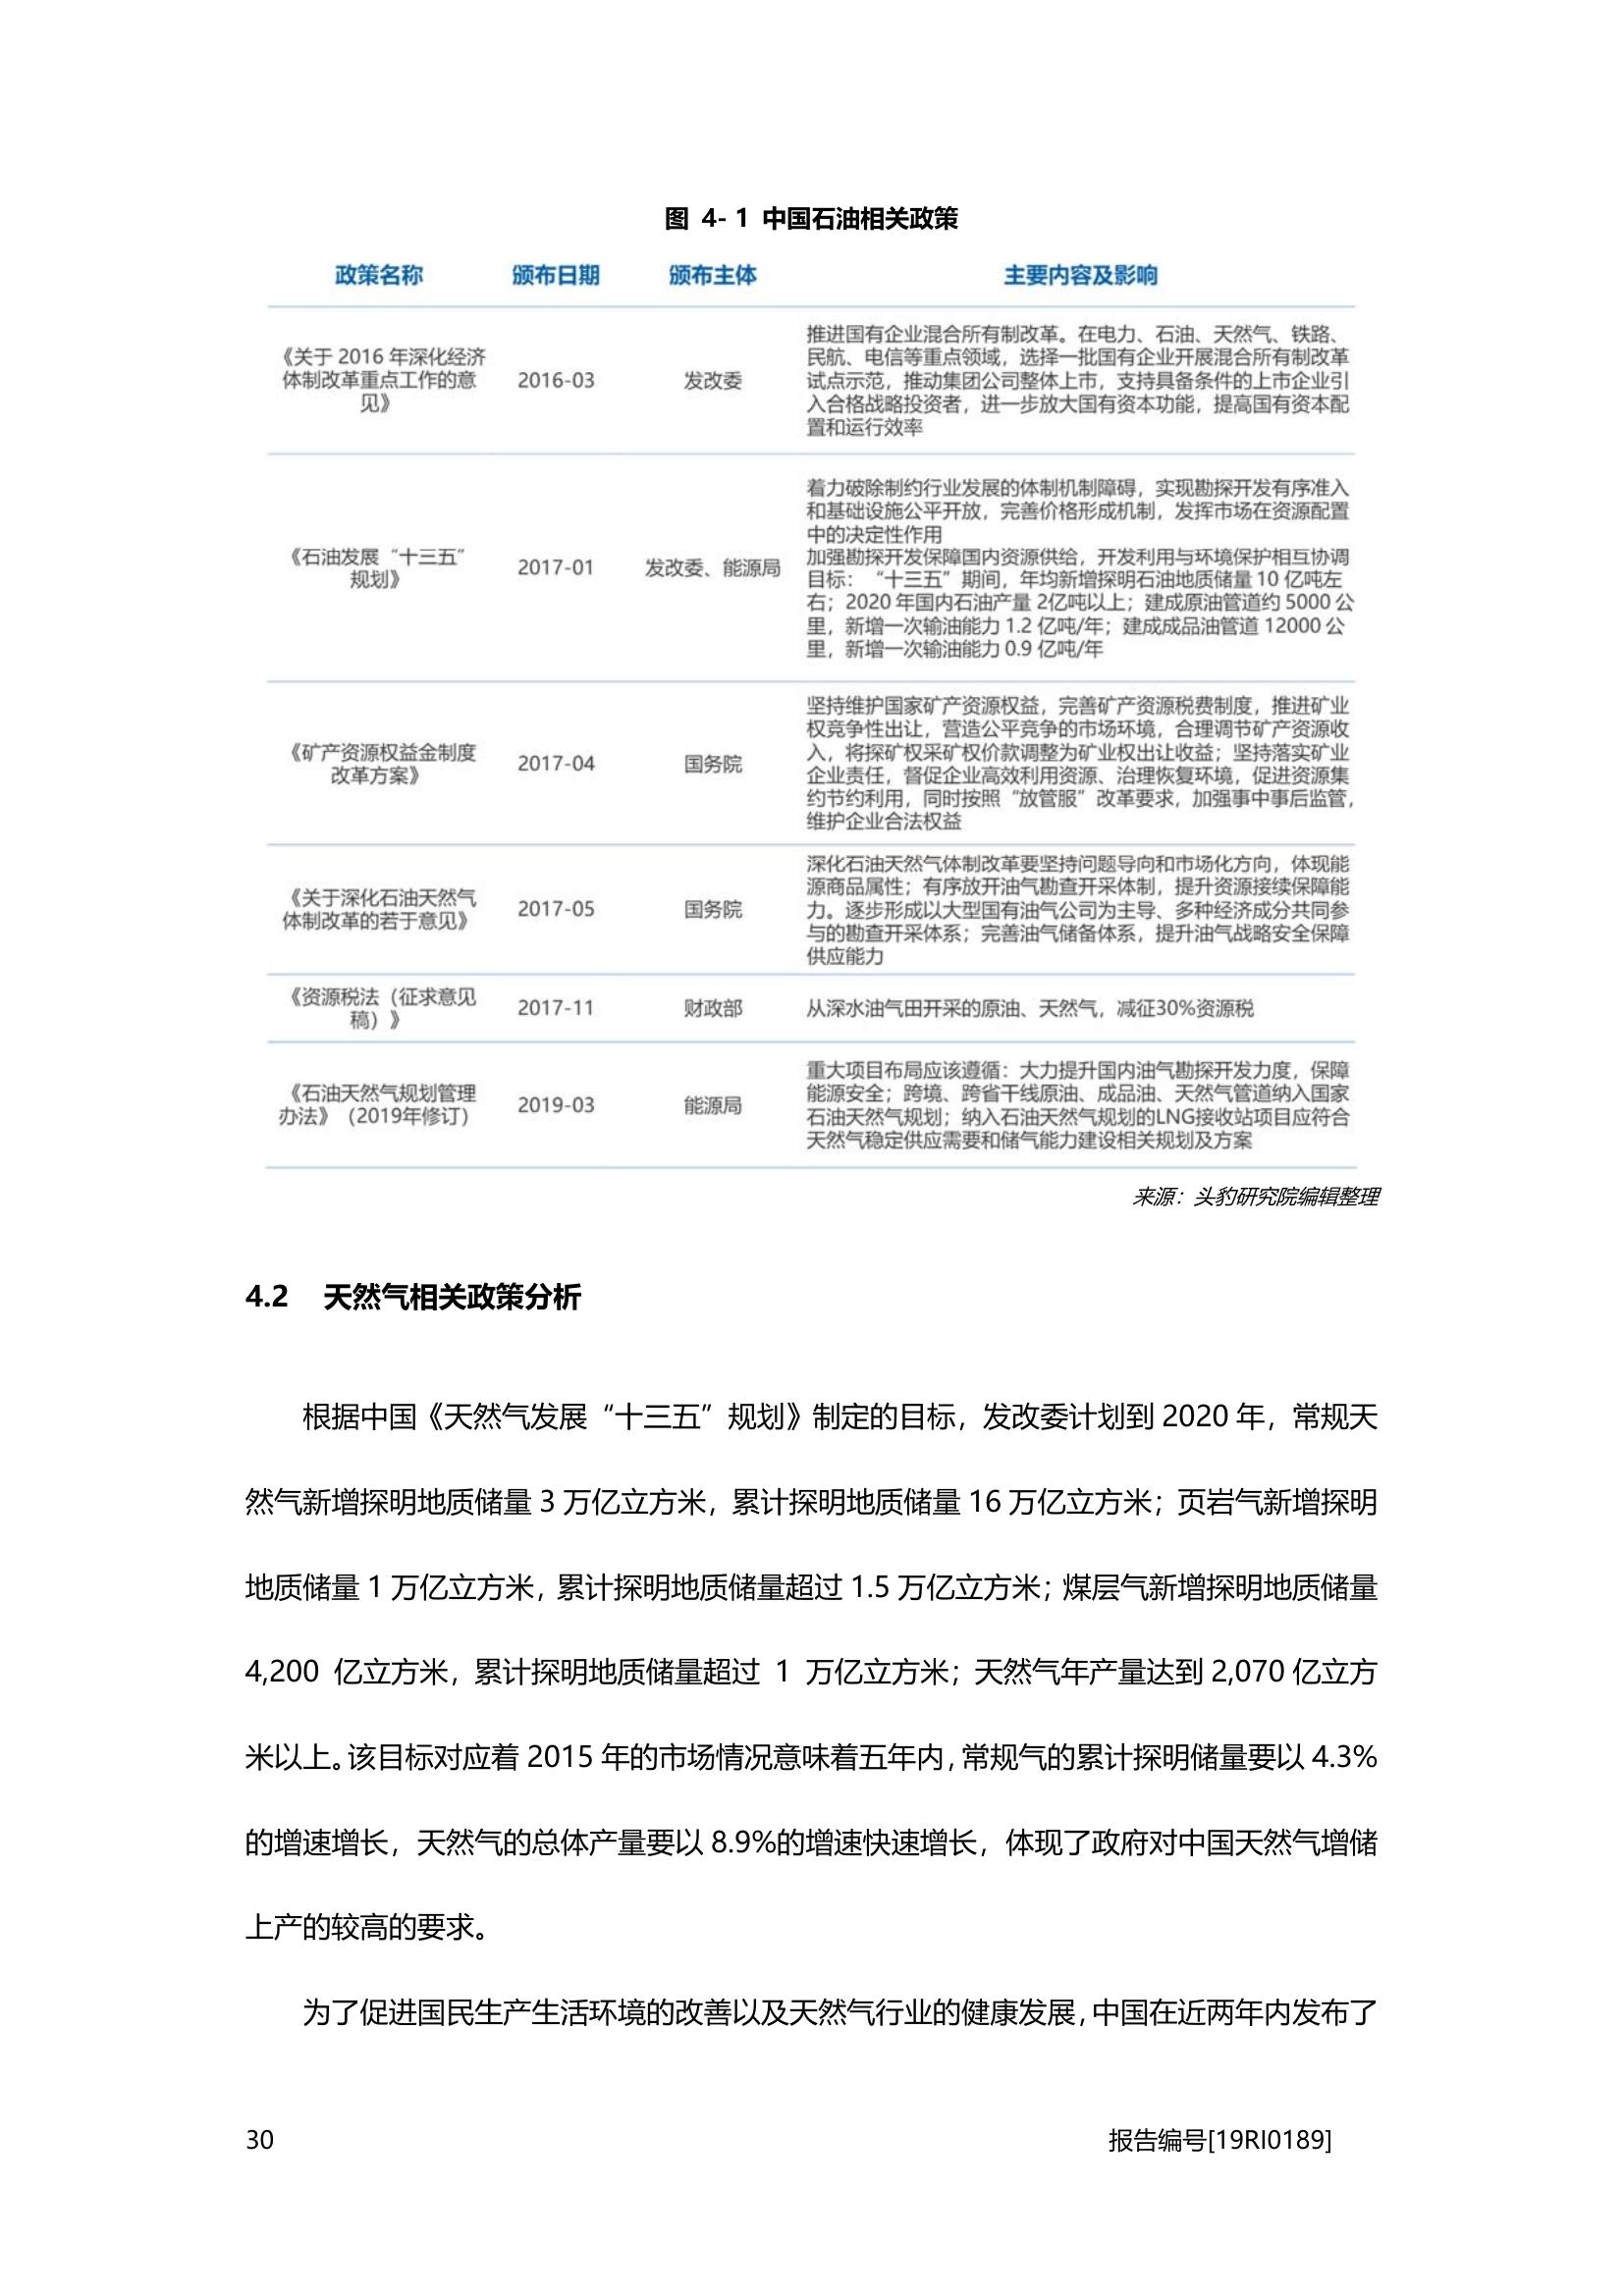 图 4- 1 中国石油相关政策
政策名称 颁布日期 颁布主体 主要内容及影响
《关于 2016 年深化经济
体制改革重点工作的意
见》
2016-03
发改委
推进国有企业混合所有制改革。在电力、石油、天然气、铁路、
民航、电信等重点领域，选择一批国有企业开展混合所有制改革
试点示范，推动集团公司整体上市，支持具备条件的上市企业引
入合格战略投资者，进一步放大国有资本功能，提高国有资本配
置和运行效率
《石油发展“十三五”
规划》
2017-01
发改委、能源局
着力破除制约行业发展的体制机制障碍，实现勘探开发有序准入
和基础设施公平开放，完善价格形成机制，发挥市场在资源配置
中的决定性作用
加强勘探开发保障国内资源供给，开发利用与环境保护相互协调
目标：“十三五”期间，年均新增探明石油地质储量 10 亿吨左
右；2020 年国内石油产量 2亿吨以上；建成原油管道约 5000 公
里，新增一次输油能力 1.2 亿吨/年；建成成品油管道 12000 公
里，新增一次输油能力 0.9 亿吨/年
《矿产资源权益金制度
改革方案》
2017-04
国务院
坚持维护国家矿产资源权益，完善矿产资源税费制度，推进矿业
权竞争性出让，营造公平竞争的市场环境，合理调节矿产资源收
入，将探矿权采矿权价款调整为矿业权出让收益；坚持落实矿业
企业责任，督促企业高效利用资源、治理恢复环境，促进资源集
约节约利用，同时按照“放管服”改革要求，加强事中事后监管，
维护企业合法权益
《关于深化石油天然气
体制改革的若干意见》
2017-05
国务院
深化石油天然气体制改革要坚持问题导向和市场化方向，体现能
源商品属性；有序放开油气勘查开采体制，提升资源接续保障能
力。逐步形成以大型国有油气公司为主导、多种经济成分共同参
与的勘查开采体系；完善油气储备体系，提升油气战略安全保障
供应能力
《资源税法（征求意见
稿）》
2017-11
财政部
从深水油气田开采的原油、天然气，减征30%资源税
《石油天然气规划管理
办法》（2019年修订）
2019-03
能源局
重大项目布局应该遵循：大力提升国内油气勘探开发力度，保障
能源安全；跨境、跨省干线原油、成品油、天然气管道纳入国家
石油天然气规划；纳入石油天然气规划的LNG接收站项目应符合
天然气稳定供应需要和储气能力建设相关规划及方案
来源：头豹研究院编辑整理
4.2 天然气相关政策分析
根据中国《天然气发展“十三五”规划》制定的目标，发改委计划到 2020 年，常规天
然气新增探明地质储量 3 万亿立方米，累计探明地质储量 16 万亿立方米；页岩气新增探明
地质储量 1 万亿立方米，累计探明地质储量超过 1.5 万亿立方米；煤层气新增探明地质储量
4,200 亿立方米，累计探明地质储量超过 1 万亿立方米；天然气年产量达到 2,070 亿立方
米以上。该目标对应着 2015 年的市场情况意味着五年内，常规气的累计探明储量要以 4.3%
的增速增长，天然气的总体产量要以 8.9%的增速快速增长，体现了政府对中国天然气增储
上产的较高的要求。
为了促进国民生产生活环境的改善以及天然气行业的健康发展，中国在近两年内发布了
30 报告编号[19RI0189]